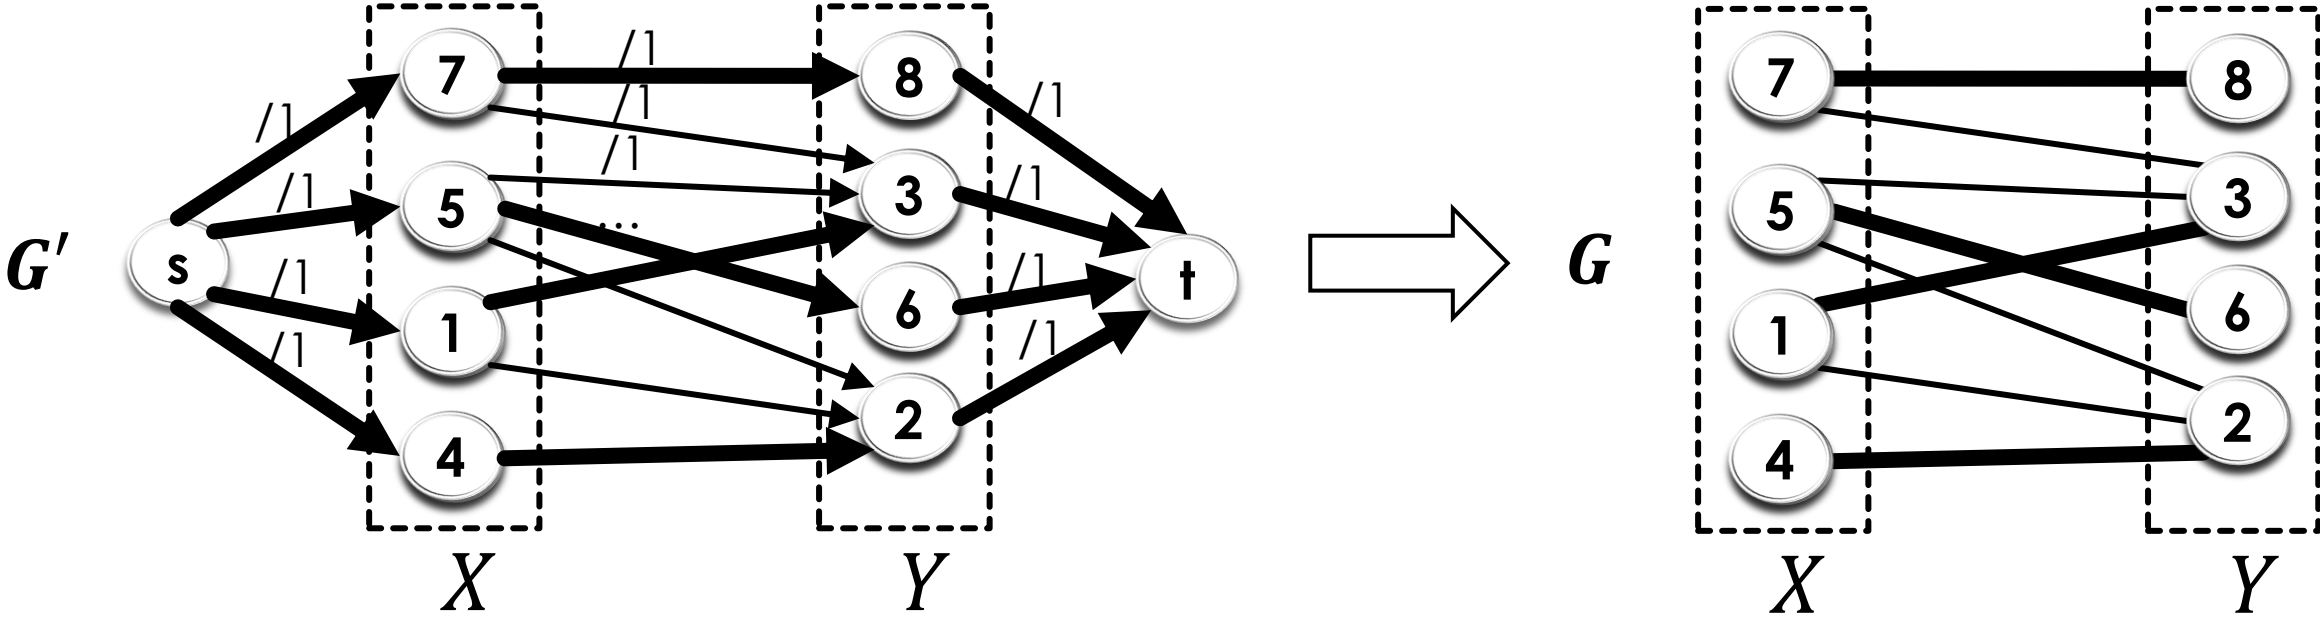 7 /1 8 /1 7 8
/1
/1 /1 5 /1 3 /1 5 3
...
G′ s t G
/1 1 6 /1 1 6
/1 /1
4 2 4 2
X Y X Y